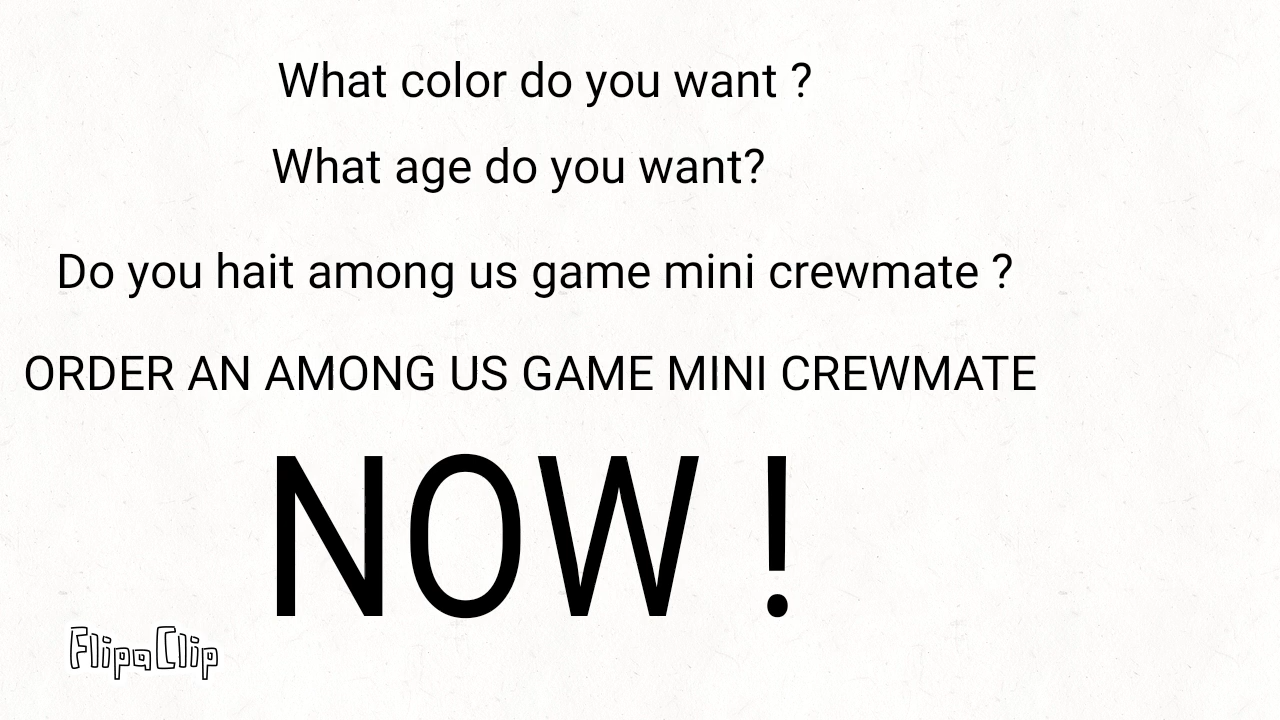 What color do you want ?
What age do you want?
Do you hait among us game mini crewmate ?
ORDER AN AMONG US GAME MINI CREWMATE
NOW !
FlipaClip